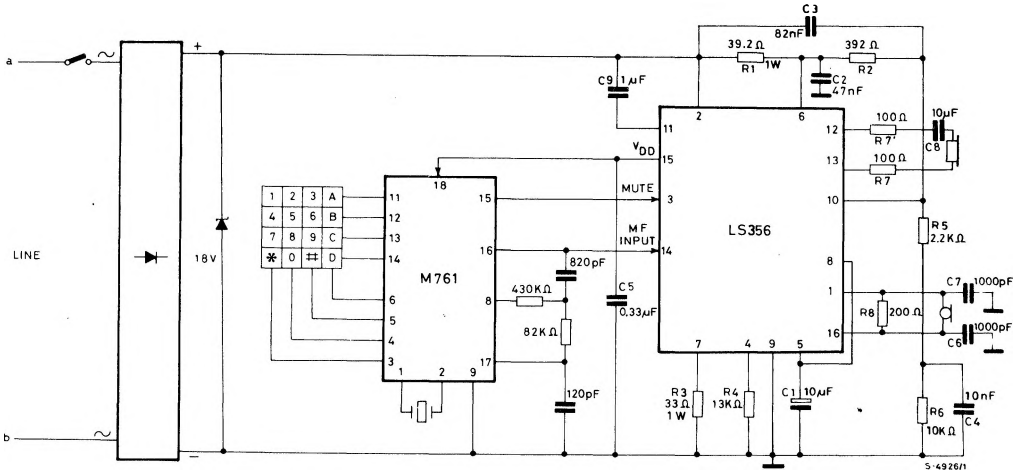 C3
82nF
39.2Ω
R1 1W
392 Ω
R2
C2
47nF
a
~
+
C9 1µF
2
6
11
12
100Ω
R7'
10µF
C8
13
100Ω
R7
VDD
15
18
1 2 3 A
4 5 6 B
7 8 9 C
* 0 # D
11
12
13
14
15
MUTE
3
10
LS356
R5
2.2KΩ
LINE
18V
16
MF
INPUT
14
M761
820pF
8
430KΩ
C5
0,33µF
82KΩ
6
5
4
3
17
8
1
C7 1000pF
R8 200Ω
16
1000pF
C6
1
2
9
7
4
9
5
120pF
R3
33Ω
1W
R4
13KΩ
C1 10µF
R6
10KΩ
10nF
C4
b
~
–
S-4926/1